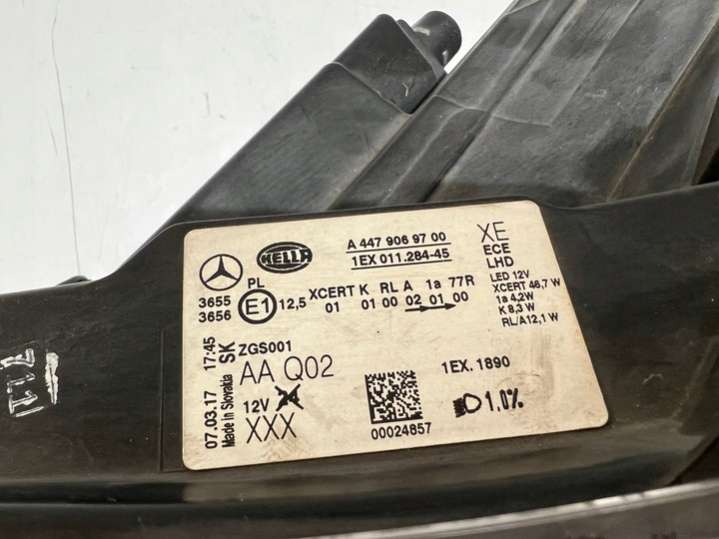 HELLA
A 447 906 97 00
1EX 011.284-45
XE
ECE
LHD
LED 12V
XCERT 46,7 W
1a 4,2W
K 8,3 W
RL/A 12,1 W
PL
3655
3656
E1
12,5
XCERT K RL A 1a 77R
01 01 00 02 01 00
07.03.17 17:45
Made in Slovakia SK
ZGS001
AA Q02
12V
XXX
00024857
1EX. 1890
1.0%